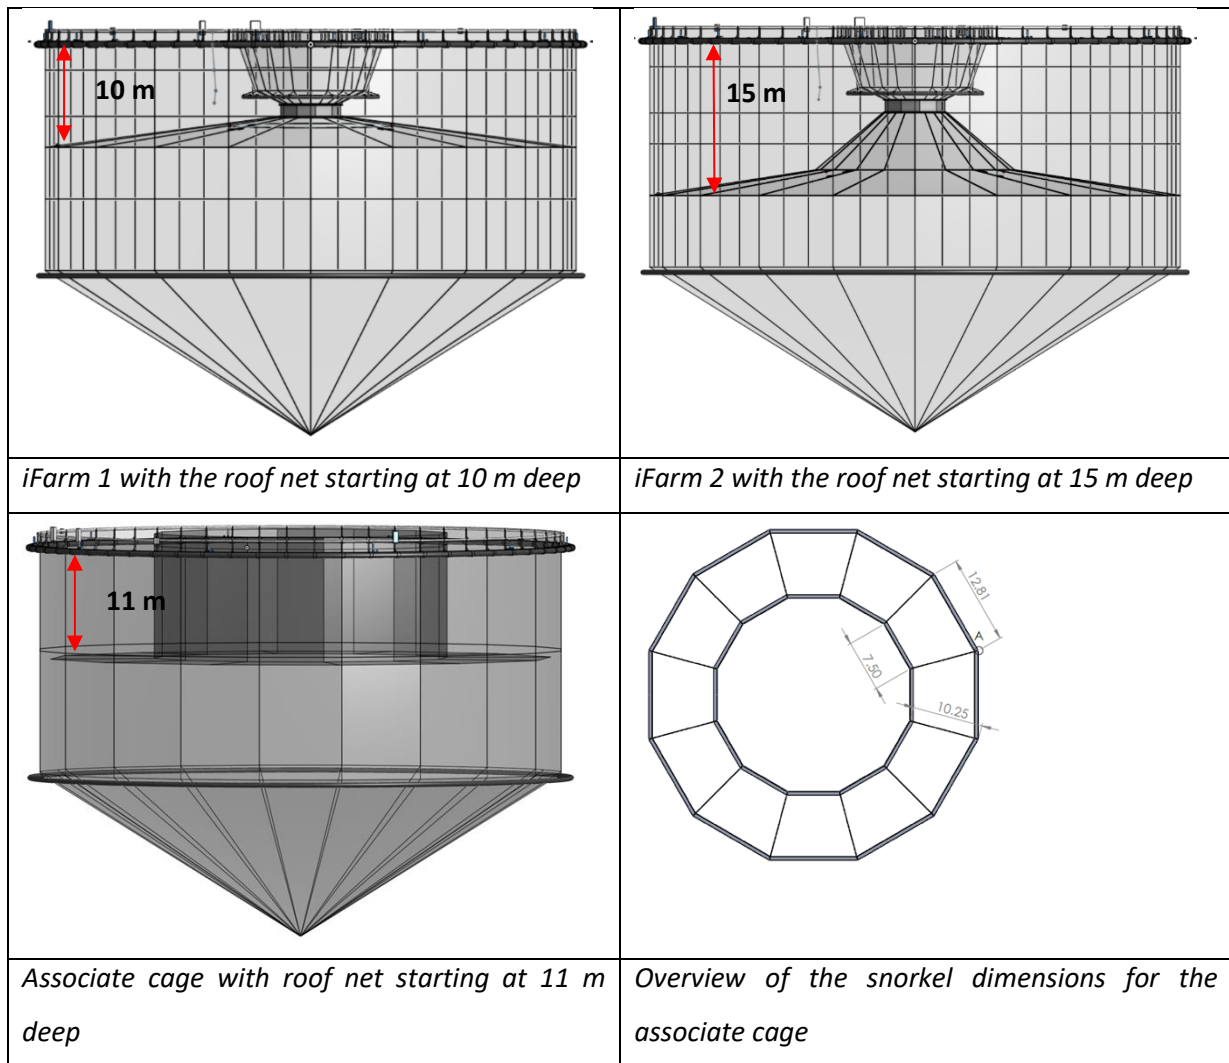 10 m
15 m
iFarm 1 with the roof net starting at 10 m deep
iFarm 2 with the roof net starting at 15 m deep
11 m
12.81
A
7.50
10.25
Associate cage with roof net starting at 11 m
deep
Overview of the snorkel dimensions for the
associate cage